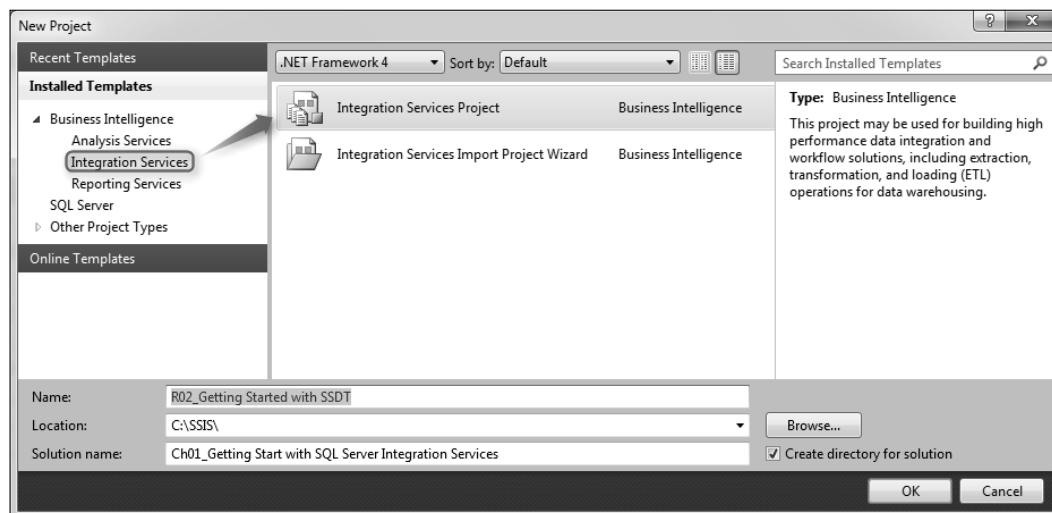 New Project
?
X
Recent Templates
Installed Templates
Business Intelligence
Analysis Services
Integration Services
Reporting Services
SQL Server
Other Project Types
Online Templates
.NET Framework 4 Sort by: Default
Integration Services Project Business Intelligence
Integration Services Import Project Wizard Business Intelligence
Search Installed Templates
Type: Business Intelligence
This project may be used for building high
performance data integration and
workflow solutions, including extraction,
transformation, and loading (ETL)
operations for data warehousing.
Name: R02_Getting Started with SSDT
Location: C:\SSIS\ Browse...
Solution name: Ch01_Getting Start with SQL Server Integration Services Create directory for solution
OK Cancel